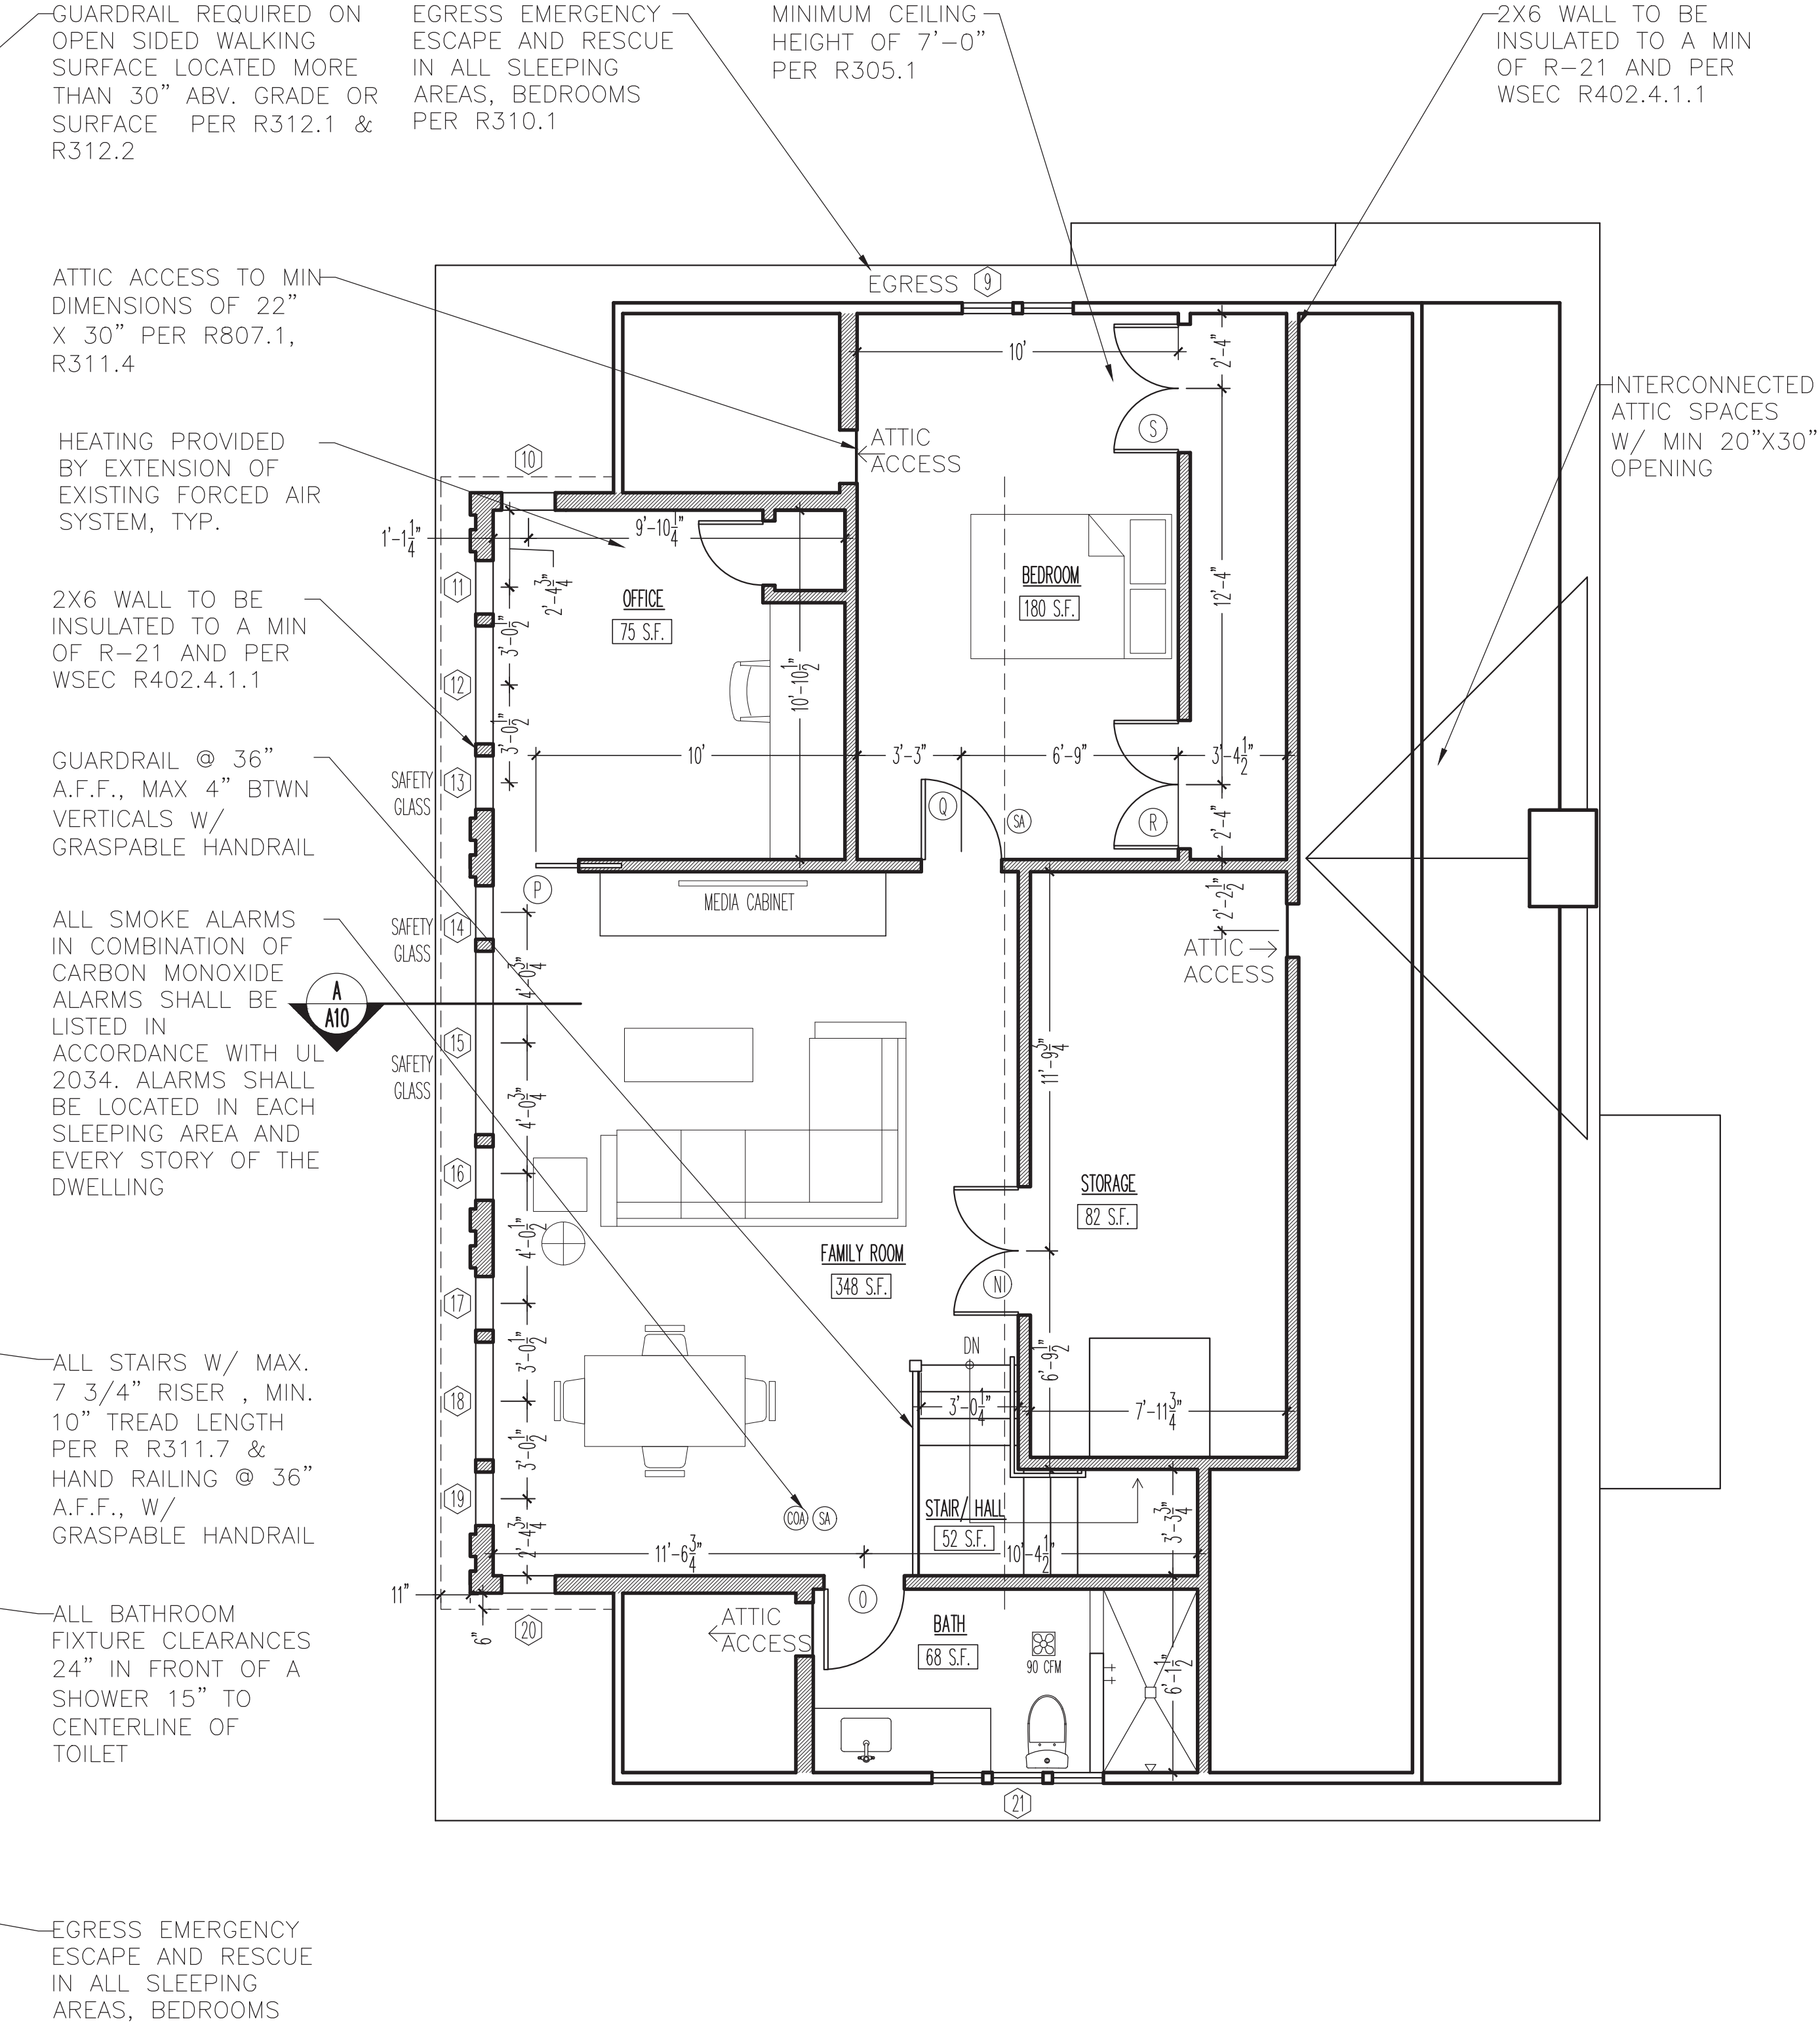 GUARDRAIL REQUIRED ON
OPEN SIDED WALKING
SURFACE LOCATED MORE
THAN 30" ABV. GRADE OR
SURFACE PER R312.1 &
R312.2
EGRESS EMERGENCY
ESCAPE AND RESCUE
IN ALL SLEEPING
AREAS, BEDROOMS
PER R310.1
MINIMUM CEILING
HEIGHT OF 7'-0"
PER R305.1
2X6 WALL TO BE
INSULATED TO A MIN
OF R-21 AND PER
WSEC R402.4.1.1
ATTIC ACCESS TO MIN
DIMENSIONS OF 22"
X 30" PER R807.1,
R311.4
HEATING PROVIDED
BY EXTENSION OF
EXISTING FORCED AIR
SYSTEM, TYP.
2X6 WALL TO BE
INSULATED TO A MIN
OF R-21 AND PER
WSEC R402.4.1.1
GUARDRAIL @ 36"
A.F.F., MAX 4" BTWN
VERTICALS W/
GRASPABLE HANDRAIL
ALL SMOKE ALARMS
IN COMBINATION OF
CARBON MONOXIDE
ALARMS SHALL BE
LISTED IN
ACCORDANCE WITH UL
2034. ALARMS SHALL
BE LOCATED IN EACH
SLEEPING AREA AND
EVERY STORY OF THE
DWELLING
ALL STAIRS W/ MAX.
7 3/4" RISER , MIN.
10" TREAD LENGTH
PER R R311.7 &
HAND RAILING @ 36"
A.F.F., W/
GRASPABLE HANDRAIL
ALL BATHROOM
FIXTURE CLEARANCES
24" IN FRONT OF A
SHOWER 15" TO
CENTERLINE OF
TOILET
EGRESS EMERGENCY
ESCAPE AND RESCUE
IN ALL SLEEPING
AREAS, BEDROOMS
INTERCONNECTED
ATTIC SPACES
W/ MIN 20"X30"
OPENING
EGRESS 9
10'
2'-4"
S
ATTIC
ACCESS
10
1'-1 1/4"
9'-10 1/4"
2'-4 3/4"
11
OFFICE
75 S.F.
BEDROOM
180 S.F.
12'-4"
3'-0 1/2"
12
10'-10 1/2"
3'-0 1/2"
10'
3'-3"
6'-9"
3'-4 1/2"
SAFETY
GLASS
13
Q
SA
R
2'-4"
P
MEDIA CABINET
2'-2 1/2"
SAFETY
GLASS
14
ATTIC
ACCESS
4'-0 3/4"
A
A10
15
SAFETY
GLASS
11'-9 3/4"
4'-0 3/4"
16
STORAGE
82 S.F.
4'-0 1/2"
FAMILY ROOM
348 S.F.
N
17
3'-0 1/2"
DN
6'-9 1/2"
18
3'-0 1/4"
7'-11 3/4"
3'-0 1/2"
19
COA
SA
STAIR/ HALL
52 S.F.
3'-3 3/4"
2'-4 3/4"
11'-6 3/4"
10'-4 1/2"
11"
6"
20
O
ATTIC
ACCESS
BATH
68 S.F.
90 CFM
6'-1 1/2"
21